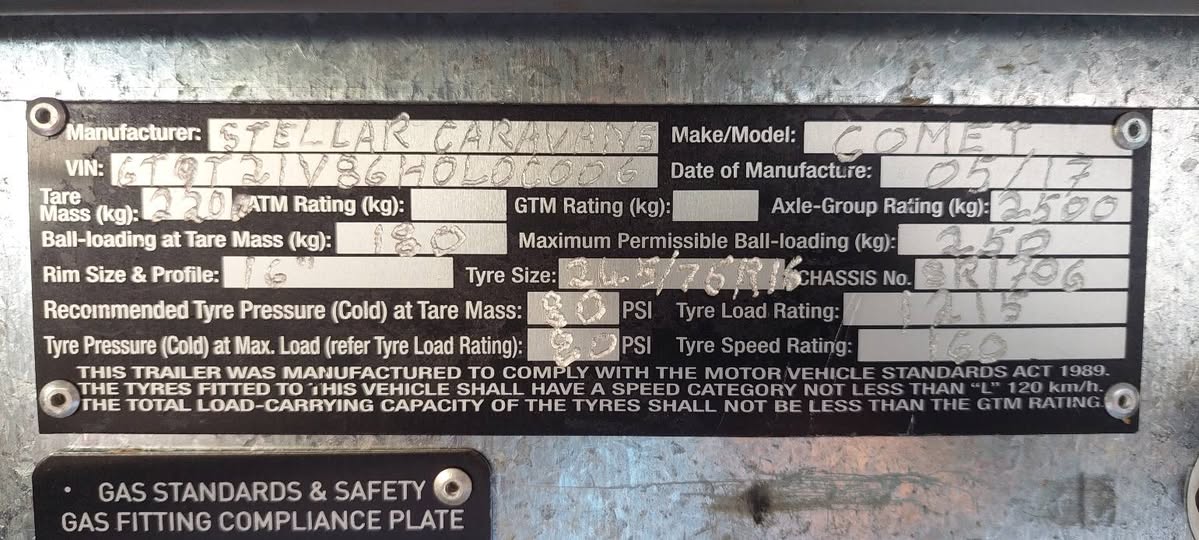 Manufacturer: STELLAR CARAVANS Make/Model: COMET
VIN: 6T9T21V86H0L0C006 Date of Manufacture: 05/17
Tare Mass (kg): 2200 ATM Rating (kg): GTM Rating (kg): Axle-Group Rating (kg): 2500
Ball-loading at Tare Mass (kg): 180 Maximum Permissible Ball-loading (kg): 250
Rim Size & Profile: 16" Tyre Size: 245/75R16 CHASSIS No. SR1706
Recommended Tyre Pressure (Cold) at Tare Mass: 80 PSI Tyre Load Rating: 1215
Tyre Pressure (Cold) at Max. Load (refer Tyre Load Rating): 80 PSI Tyre Speed Rating: 160
THIS TRAILER WAS MANUFACTURED TO COMPLY WITH THE MOTOR VEHICLE STANDARDS ACT 1989.
THE TYRES FITTED TO THIS VEHICLE SHALL HAVE A SPEED CATEGORY NOT LESS THAN "L" 120 km/h.
THE TOTAL LOAD-CARRYING CAPACITY OF THE TYRES SHALL NOT BE LESS THAN THE GTM RATING.
GAS STANDARDS & SAFETY
GAS FITTING COMPLIANCE PLATE